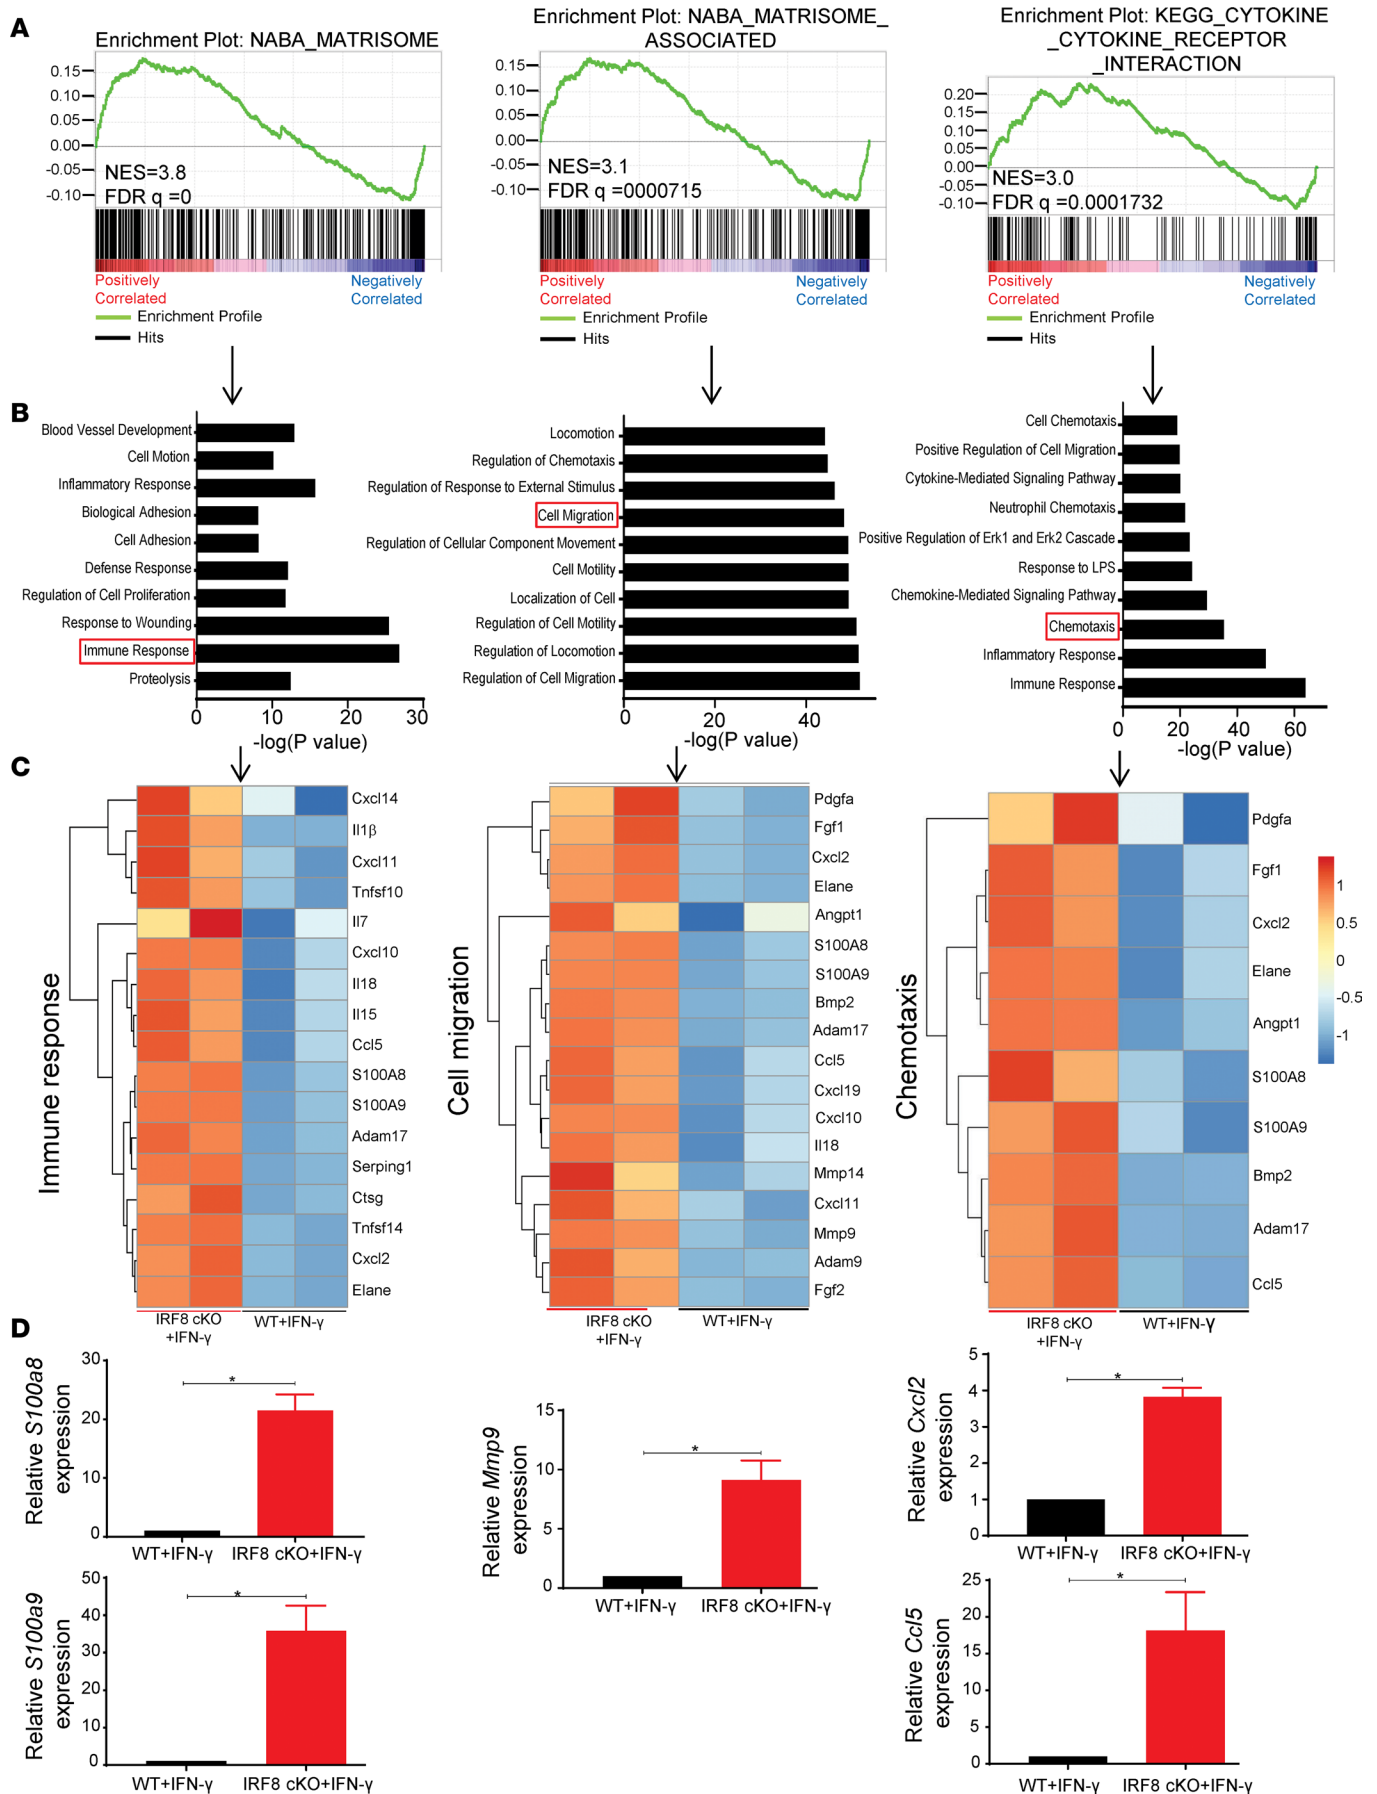 A
Enrichment Plot: NABA_MATRISOME
0.15
0.10
0.05
0.00
-0.05
-0.10
NES=3.8
FDR q =0
Positively
Correlated
Negatively
Correlated
Enrichment Profile
Hits
Enrichment Plot: NABA_MATRISOME_
ASSOCIATED
0.15
0.10
0.05
0.00
-0.05
-0.10
NES=3.1
FDR q =0000715
Positively
Correlated
Negatively
Correlated
Enrichment Profile
Hits
Enrichment Plot: KEGG_CYTOKINE
_CYTOKINE_RECEPTOR
_INTERACTION
0.20
0.15
0.10
0.05
0.00
-0.05
-0.10
NES=3.0
FDR q =0.0001732
Positively
Correlated
Negatively
Correlated
Enrichment Profile
Hits
B
Blood Vessel Development
Cell Motion
Inflammatory Response
Biological Adhesion
Cell Adhesion
Defense Response
Regulation of Cell Proliferation
Response to Wounding
Immune Response
Proteolysis
0 10 20 30
-log(P value)
Locomotion
Regulation of Chemotaxis
Regulation of Response to External Stimulus
Cell Migration
Regulation of Cellular Component Movement
Cell Motility
Localization of Cell
Regulation of Cell Motility
Regulation of Locomotion
Regulation of Cell Migration
0 20 40
-log(P value)
Cell Chemotaxis
Positive Regulation of Cell Migration
Cytokine-Mediated Signaling Pathway
Neutrophil Chemotaxis
Positive Regulation of Erk1 and Erk2 Cascade
Response to LPS
Chemokine-Mediated Signaling Pathway
Chemotaxis
Inflammatory Response
Immune Response
0 20 40 60
-log(P value)
C
Immune response
Cxcl14
Il1β
Cxcl11
Tnfsf10
Il7
Cxcl10
Il18
Il15
Ccl5
S100A8
S100A9
Adam17
Serping1
Ctsg
Tnfsf14
Cxcl2
Elane
IRF8 cKO
+IFN-γ
WT+IFN-γ
Cell migration
Pdgfa
Fgf1
Cxcl2
Elane
Angpt1
S100A8
S100A9
Bmp2
Adam17
Ccl5
Cxcl19
Cxcl10
Il18
Mmp14
Cxcl11
Mmp9
Adam9
Fgf2
IRF8 cKO
+IFN-γ
WT+IFN-γ
Chemotaxis
Pdgfa
Fgf1
Cxcl2
Elane
Angpt1
S100A8
S100A9
Bmp2
Adam17
Ccl5
IRF8 cKO
+IFN-γ
WT+IFN-γ
1
0.5
0
-0.5
-1
D
Relative S100a8
expression
30
20
10
0
*
WT+IFN-γ IRF8 cKO+IFN-γ
Relative S100a9
expression
50
40
30
20
10
0
*
WT+IFN-γ IRF8 cKO+IFN-γ
Relative Mmp9
expression
15
10
5
0
*
WT+IFN-γ IRF8 cKO+IFN-γ
Relative Cxcl2
expression
5
4
3
2
1
0
*
WT+IFN-γ IRF8 cKO+IFN-γ
Relative Ccl5
expression
25
20
15
10
5
0
*
WT+IFN-γ IRF8 cKO+IFN-γ